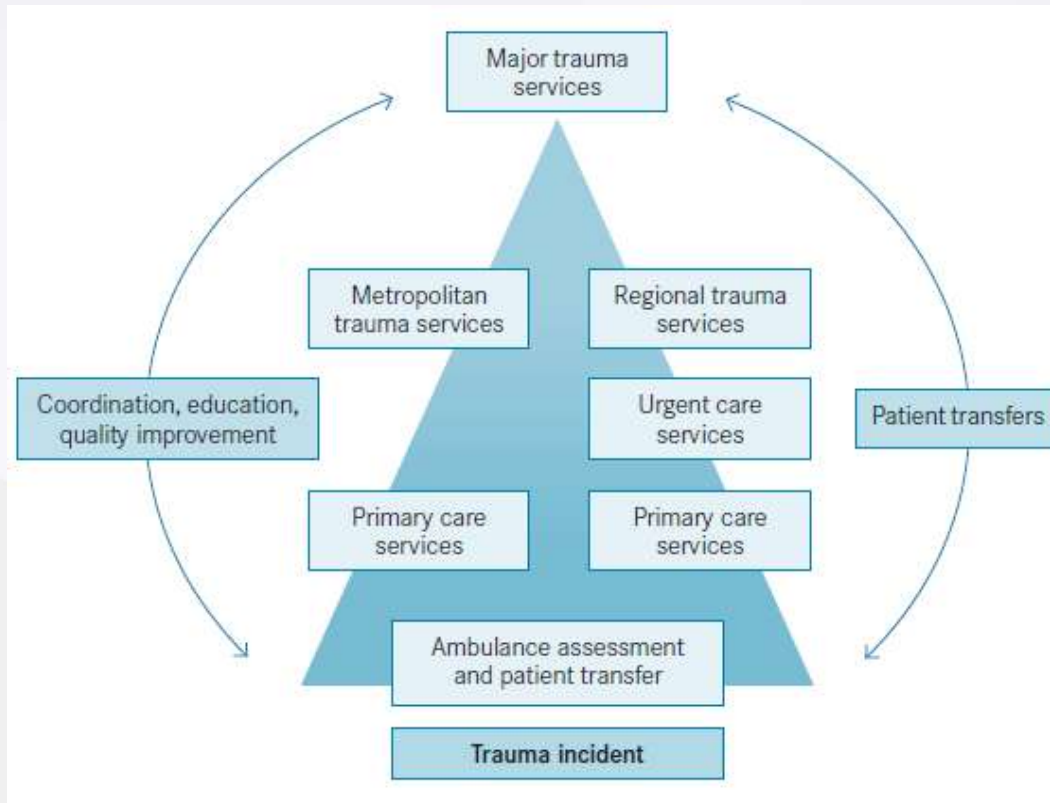 Major trauma
services
Metropolitan
trauma services
Regional trauma
services
Coordination, education,
quality improvement
Urgent care
services
Patient transfers
Primary care
services
Primary care
services
Ambulance assessment
and patient transfer
Trauma incident